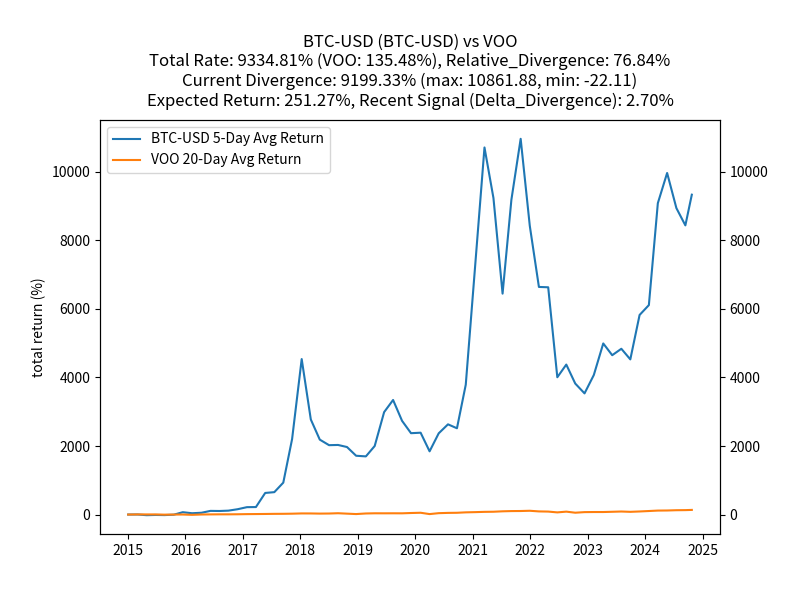 BTC-USD (BTC-USD) vs VOO
Total Rate: 9334.81% (VOO: 135.48%), Relative_Divergence: 76.84%
Current Divergence: 9199.33% (max: 10861.88, min: -22.11)
Expected Return: 251.27%, Recent Signal (Delta_Divergence): 2.70%
BTC-USD 5-Day Avg Return
VOO 20-Day Avg Return
total return (%)
10000
8000
6000
4000
2000
0
10000
8000
6000
4000
2000
0
2015 2016 2017 2018 2019 2020 2021 2022 2023 2024 2025